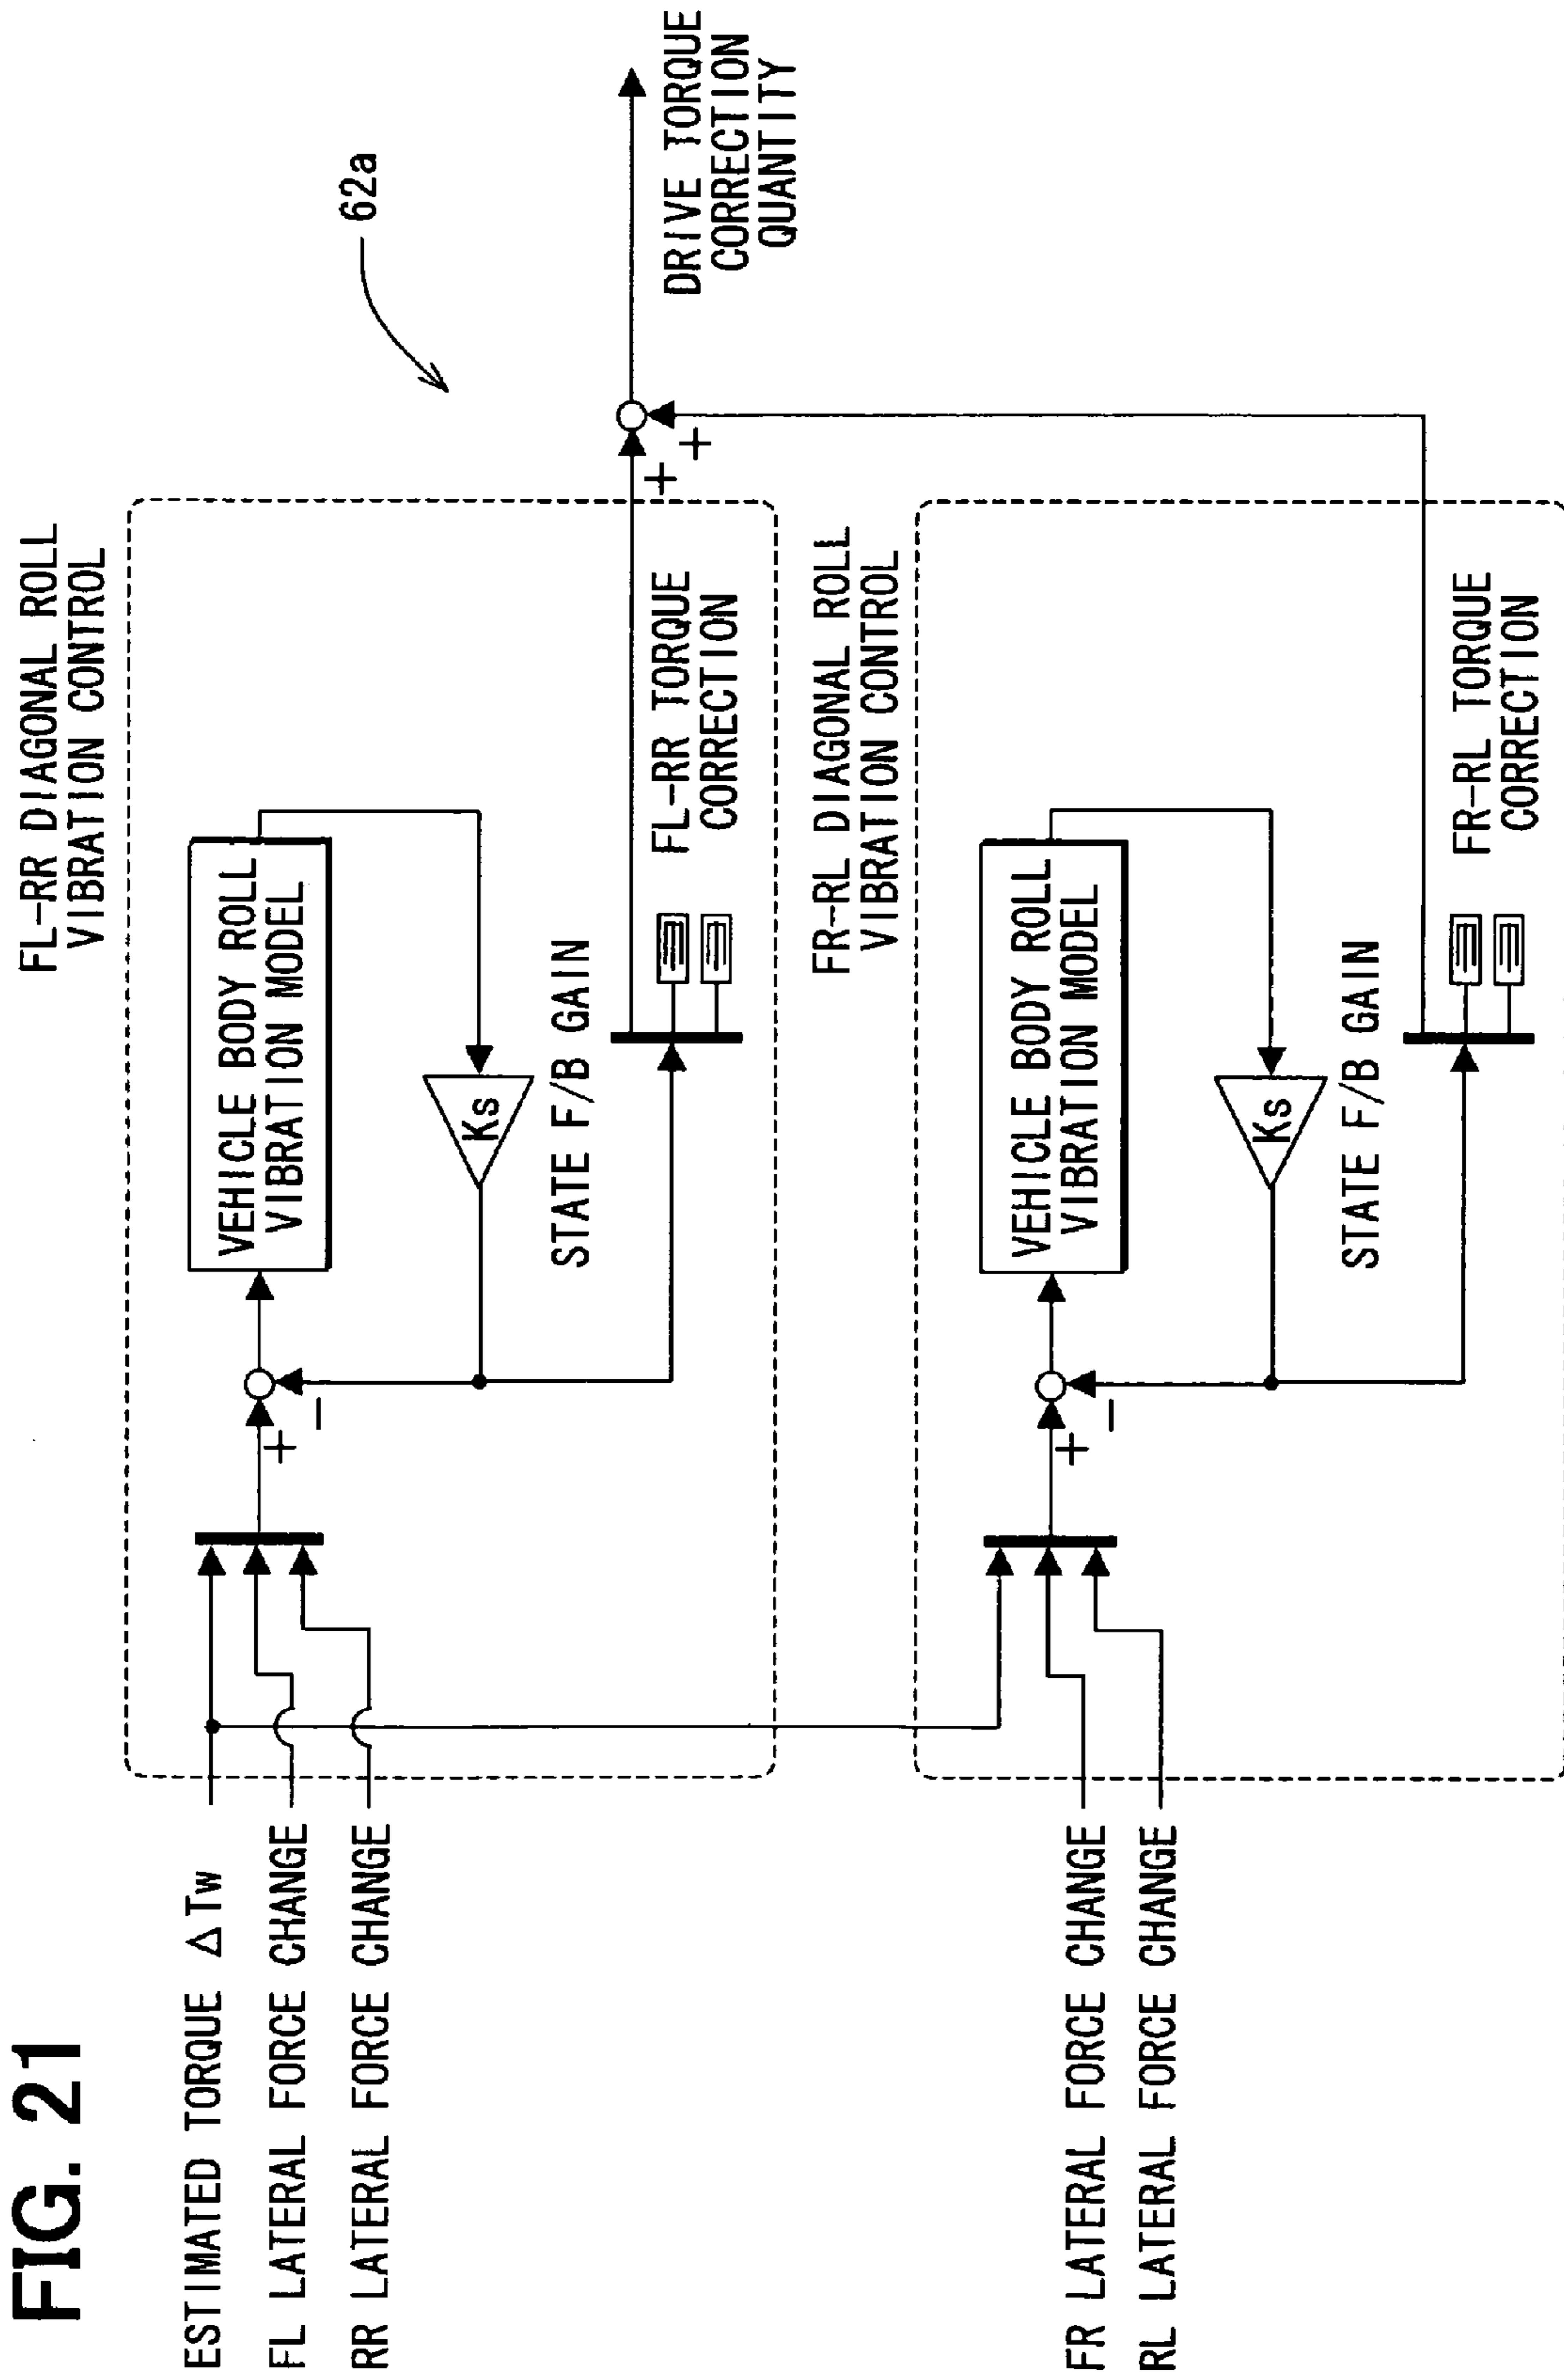 FIG. 21
ESTIMATED TORQUE ΔTw
FL LATERAL FORCE CHANGE
RR LATERAL FORCE CHANGE
FR LATERAL FORCE CHANGE
RL LATERAL FORCE CHANGE
FL-RR DIAGONAL ROLL
VIBRATION CONTROL
+
−
VEHICLE BODY ROLL
VIBRATION MODEL
Ks
STATE F/B GAIN
FL-RR TORQUE
CORRECTION
FR-RL DIAGONAL ROLL
VIBRATION CONTROL
+
−
VEHICLE BODY ROLL
VIBRATION MODEL
Ks
STATE F/B GAIN
FR-RL TORQUE
CORRECTION
+
+
62a
DRIVE TORQUE
CORRECTION
QUANTITY